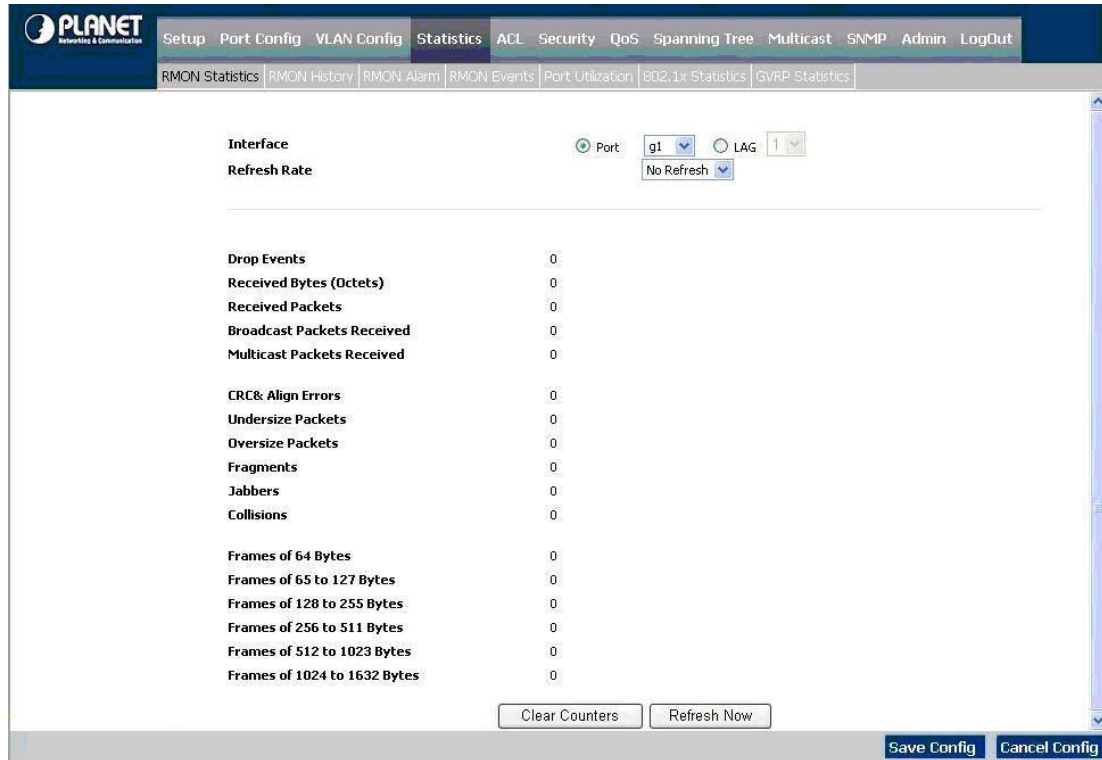 PLANET
Networking & Communication
Setup Port Config VLAN Config Statistics ACL Security QoS Spanning Tree Multicast SNMP Admin LogOut
RMON Statistics RMON History RMON Alarm RMON Events Port Utilization 802.1x Statistics GVRP Statistics
Interface Port g1 LAG 1
Refresh Rate No Refresh
Drop Events 0
Received Bytes (Octets) 0
Received Packets 0
Broadcast Packets Received 0
Multicast Packets Received 0
CRC& Align Errors 0
Undersize Packets 0
Oversize Packets 0
Fragments 0
Jabbers 0
Collisions 0
Frames of 64 Bytes 0
Frames of 65 to 127 Bytes 0
Frames of 128 to 255 Bytes 0
Frames of 256 to 511 Bytes 0
Frames of 512 to 1023 Bytes 0
Frames of 1024 to 1632 Bytes 0
Clear Counters Refresh Now
Save Config Cancel Config